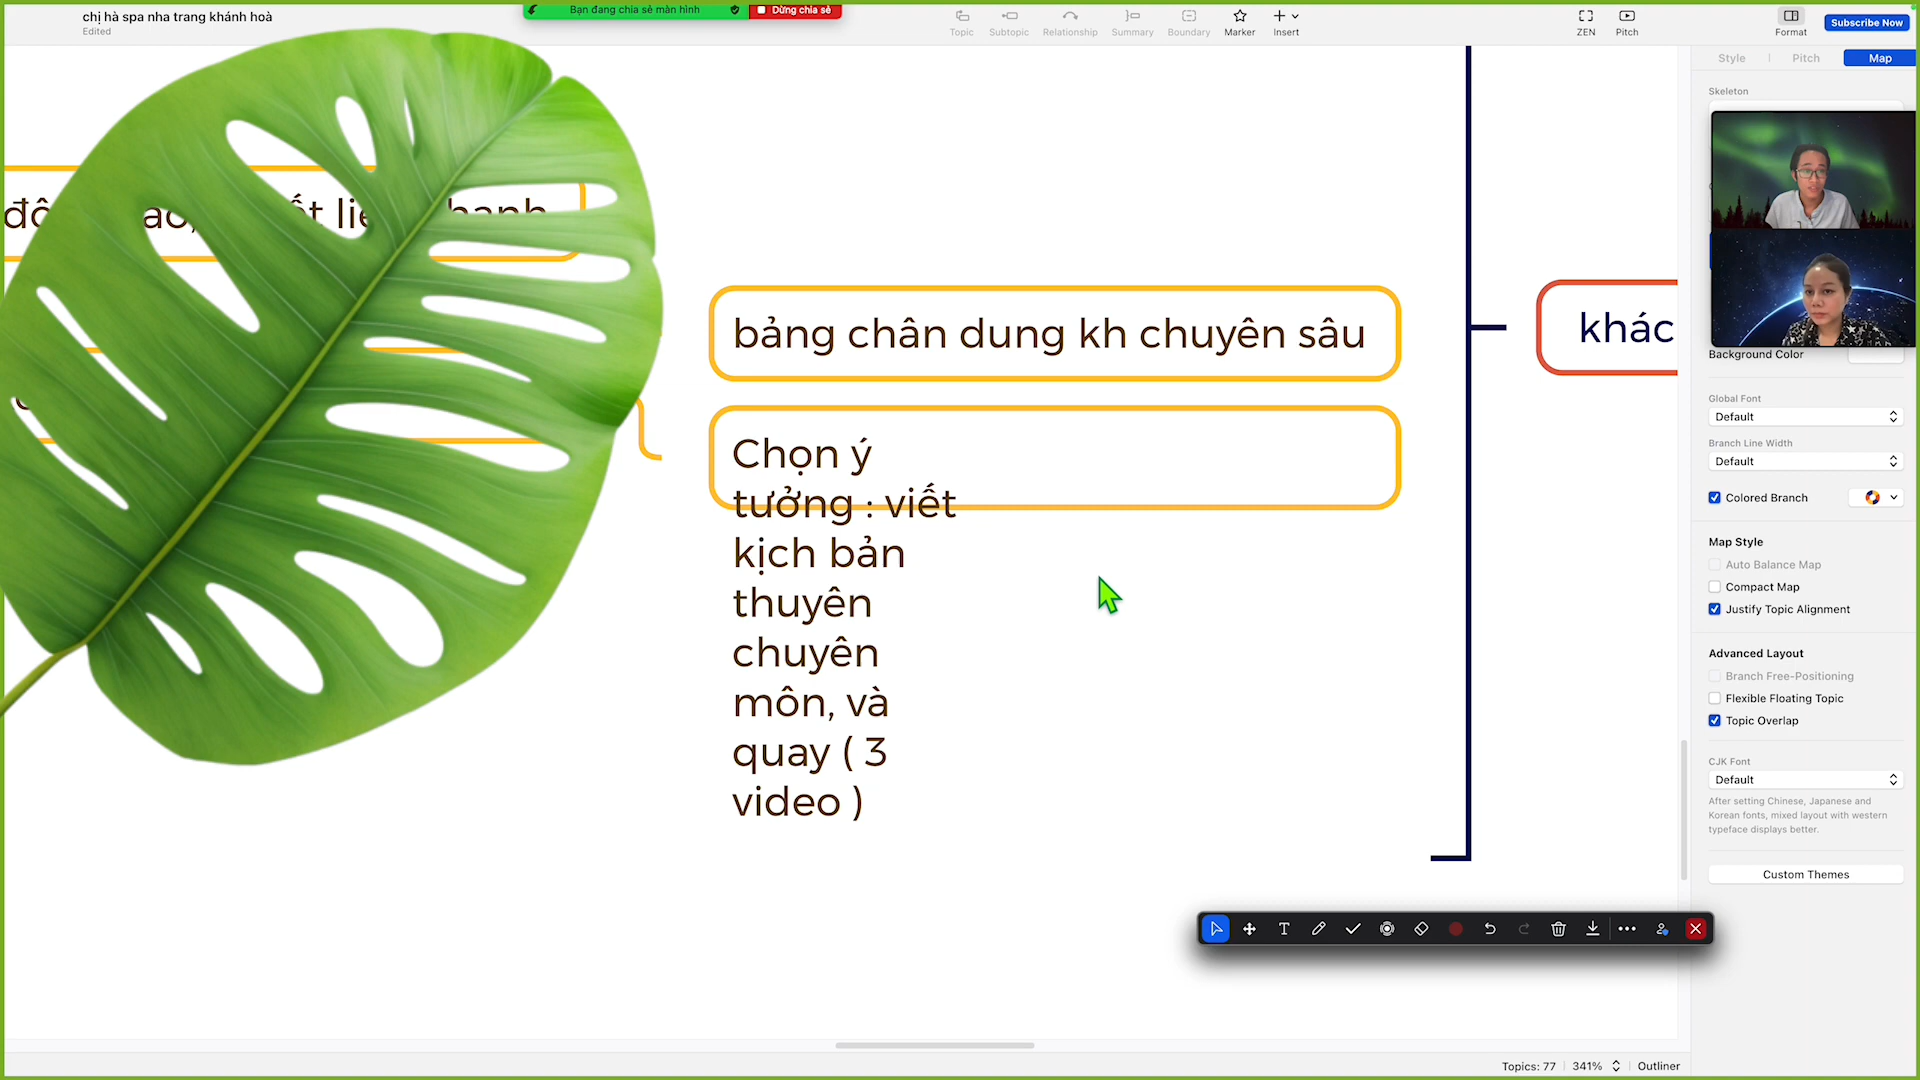 chị hà spa nha trang khánh hoà
Edited
Bạn đang chia sẻ màn hình
Dừng chia sẻ
Topic
Subtopic
Relationship
Summary
Boundary
Marker
Insert
ZEN
Pitch
Format
Subscribe Now
Style
Pitch
Map
Skeleton
bảng chân dung kh chuyên sâu
khác
Chọn ý
tưởng : viết
kịch bản
thuyên
chuyên
môn, và
quay ( 3
video )
Background Color
Global Font
Default
Branch Line Width
Default
Colored Branch
Map Style
Auto Balance Map
Compact Map
Justify Topic Alignment
Advanced Layout
Branch Free-Positioning
Flexible Floating Topic
Topic Overlap
CJK Font
Default
After setting Chinese, Japanese and
Korean fonts, mixed layout with western
typeface displays better.
Custom Themes
Topics: 77
341%
Outliner